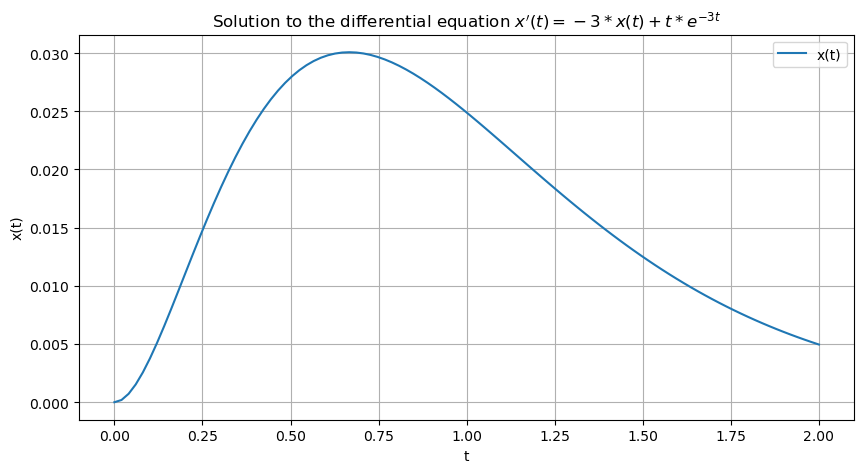 Solution to the differential equation $x'(t) = -3 * x(t) + t * e^{-3t}$
x(t)
0.030
0.025
0.020
0.015
0.010
0.005
0.000
x(t)
0.00 0.25 0.50 0.75 1.00 1.25 1.50 1.75 2.00
t